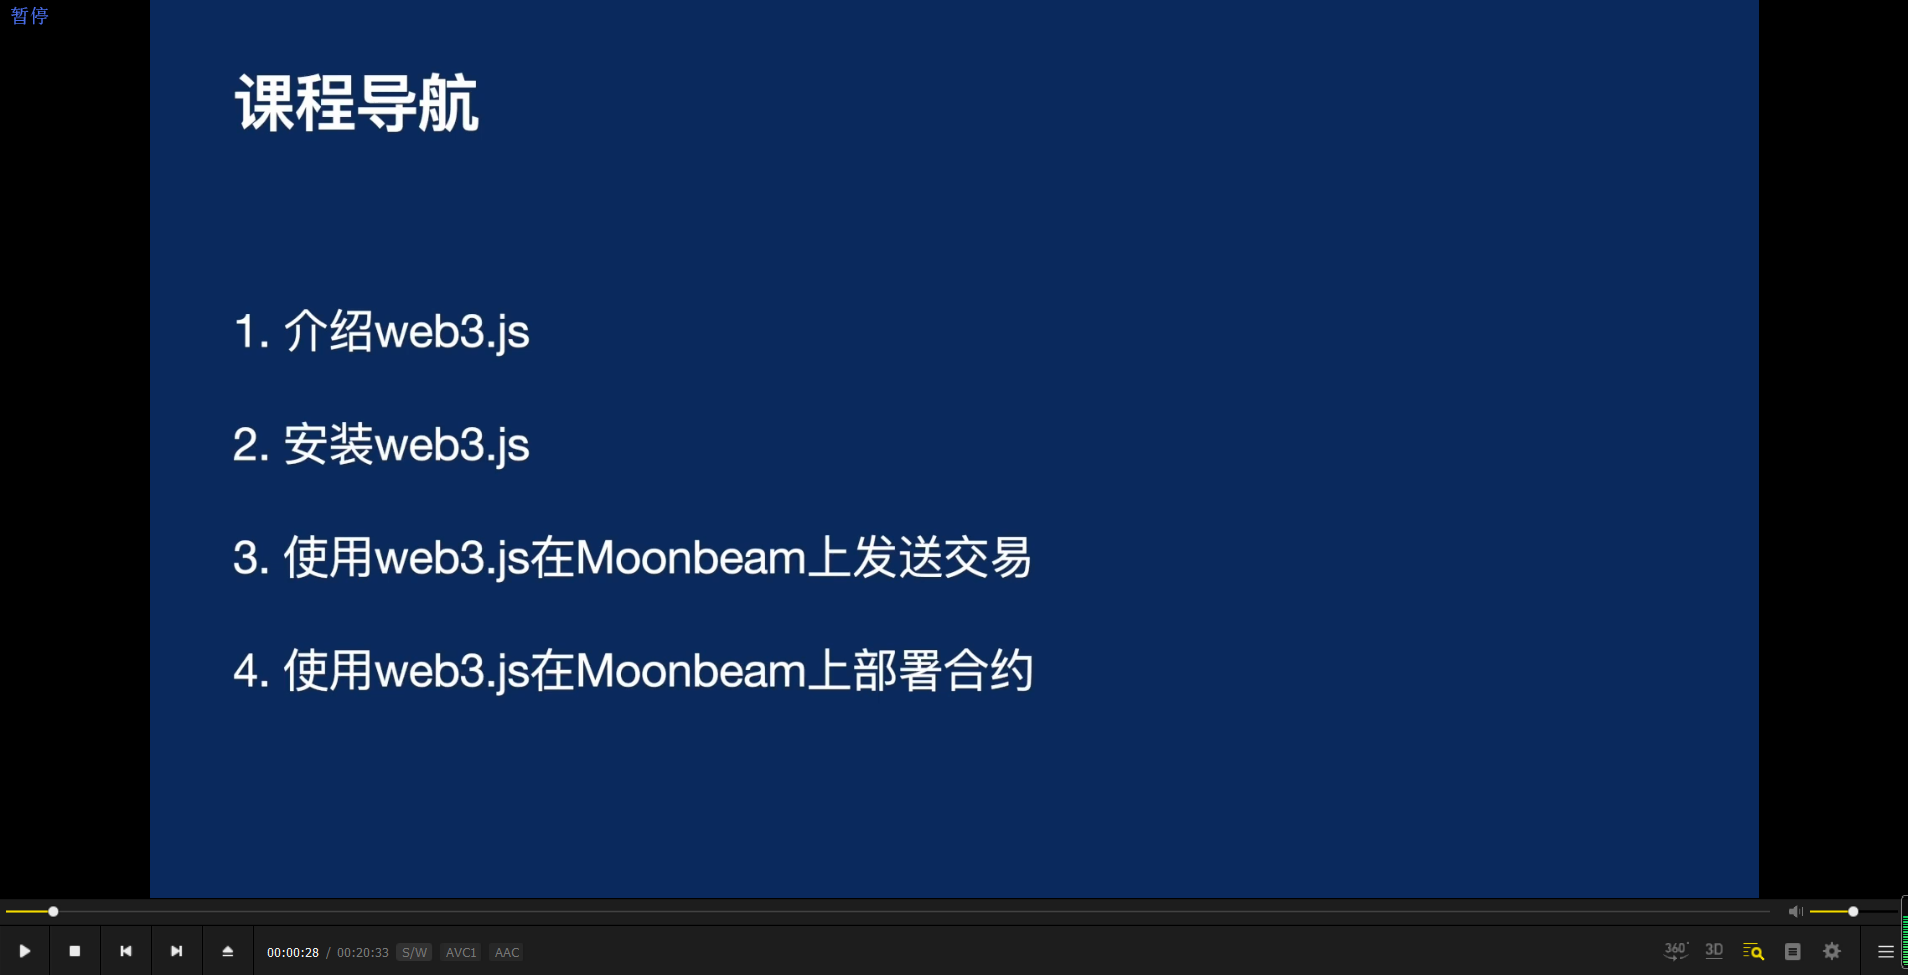 暂停
课程导航
1. 介绍web3.js
2. 安装web3.js
3. 使用web3.js在Moonbeam上发送交易
4. 使用web3.js在Moonbeam上部署合约
00:00:28 / 00:20:33 S/W AVC1 AAC
360° 3D